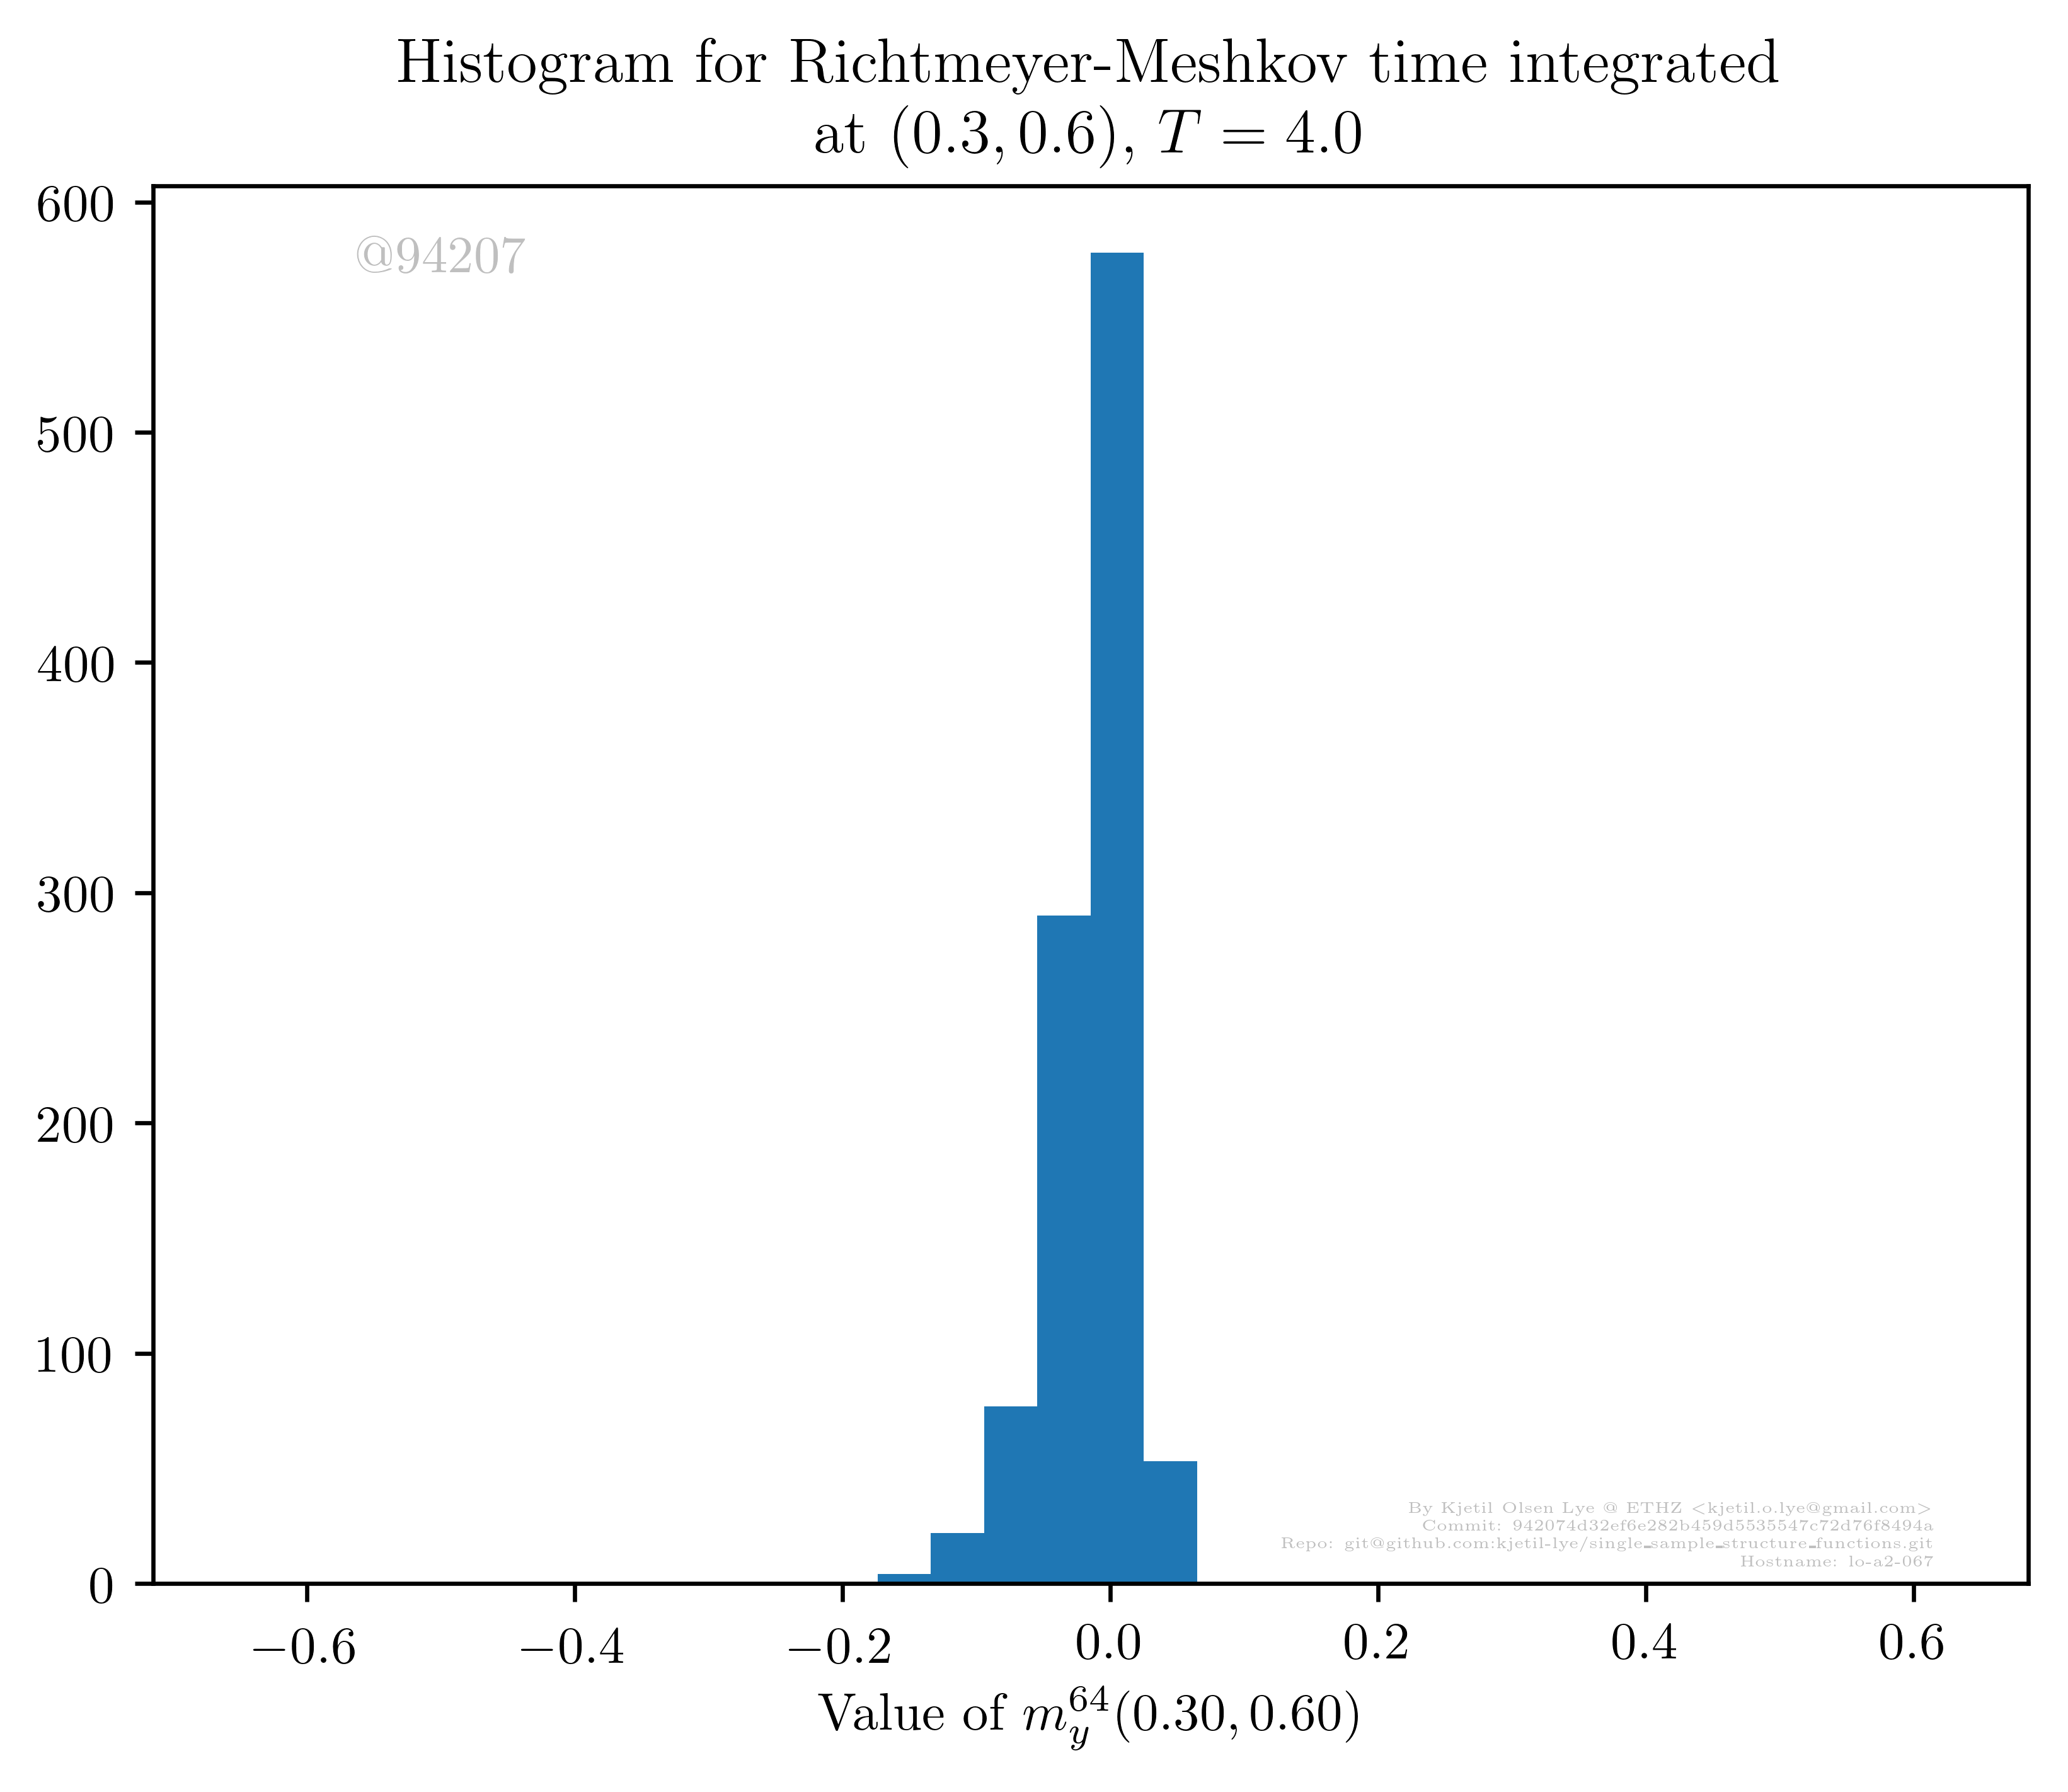 Histogram for Richtmeyer-Meshkov time integrated
at (0.3, 0.6), T = 4.0
600
@94207
500
400
300
200
100
By Kjetil Olsen Lye @ ETHZ <kjetil.o.lye@gmail.com>
Commit: 942074d32ef6e282b459d5535547c72d76f8494a
Repo: git@github.com:kjetil-lye/single_sample_structure_functions.git
Hostname: lo-a2-067
0
−0.6 −0.4 −0.2 0.0 0.2 0.4 0.6
Value of m_y^64(0.30, 0.60)